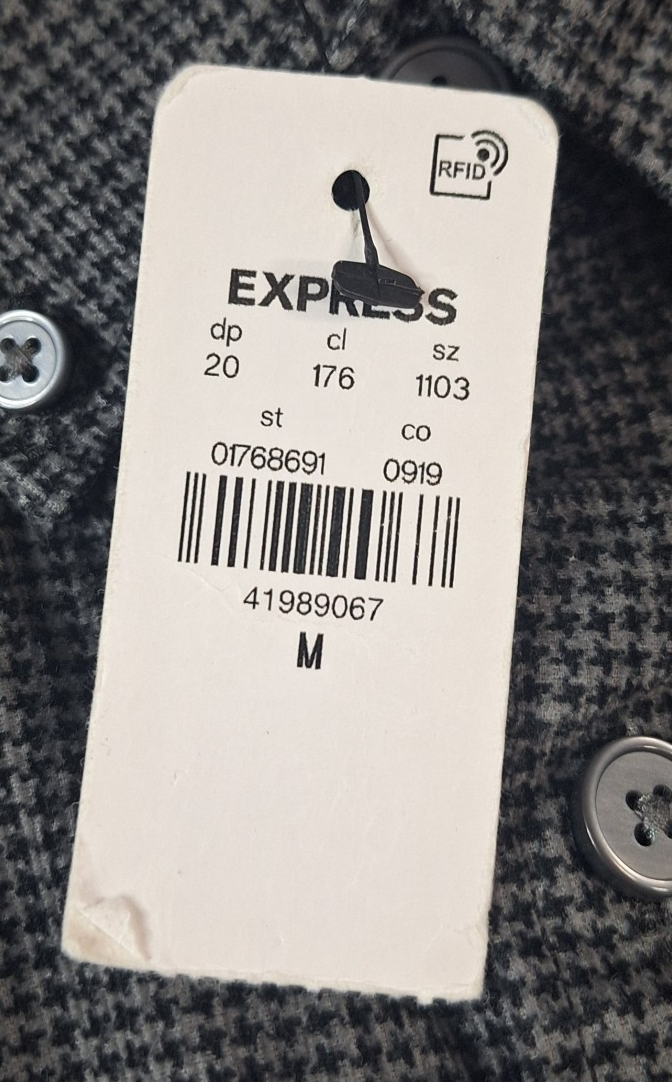 RFID
EXPRESS
dp cl sz
20 176 1103
st co
01768691 0919
41989067
M